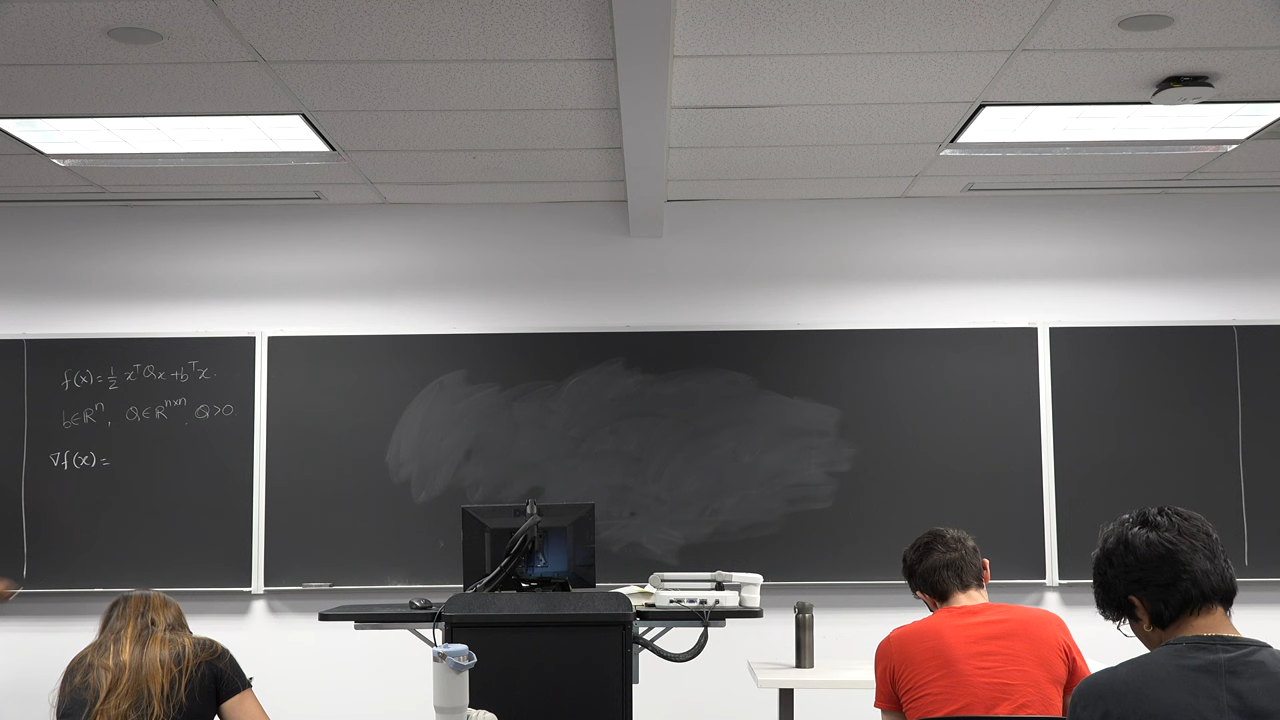 f(x)=½ xᵀQx+bᵀx.
b∈ℝⁿ, Q∈ℝⁿˣⁿ. Q>0.
∇f(x)=